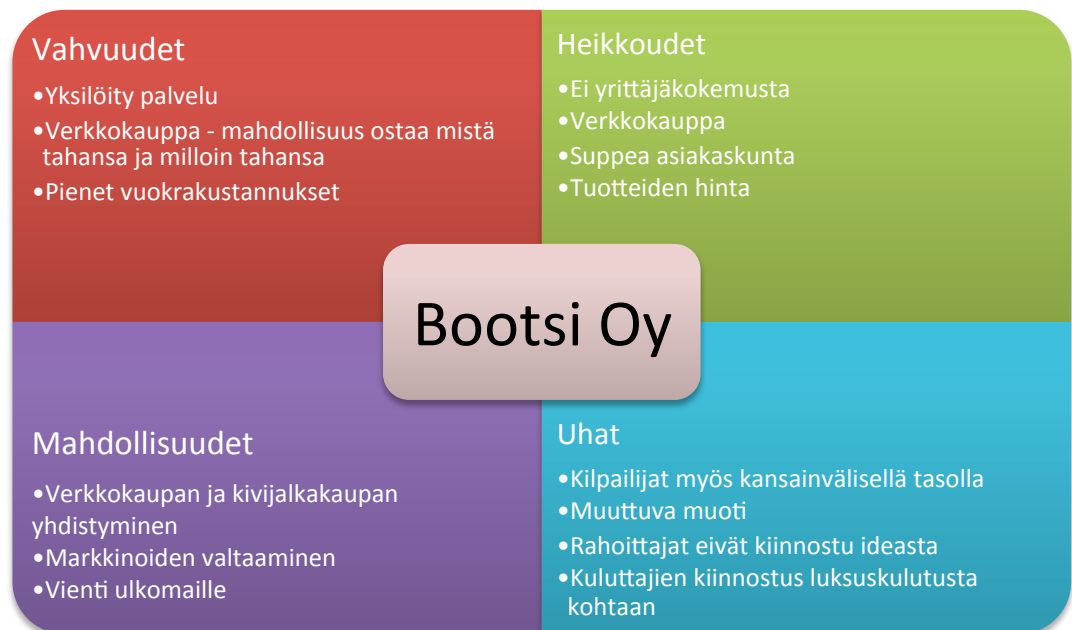 Vahvuudet
•Yksilöity palvelu
•Verkkokauppa - mahdollisuus ostaa mistä
tahansa ja milloin tahansa
•Pienet vuokrakustannukset
Heikkoudet
•Ei yrittäjäkokemusta
•Verkkokauppa
•Suppea asiakaskunta
•Tuotteiden hinta
Bootsi Oy
Mahdollisuudet
•Verkkokaupan ja kivijalkakaupan
yhdistyminen
•Markkinoiden valtaaminen
•Vienti ulkomaille
Uhat
•Kilpailijat myös kansainvälisellä tasolla
•Muuttuva muoti
•Rahoittajat eivät kiinnostu ideasta
•Kuluttajien kiinnostus luksuskulutusta
kohtaan